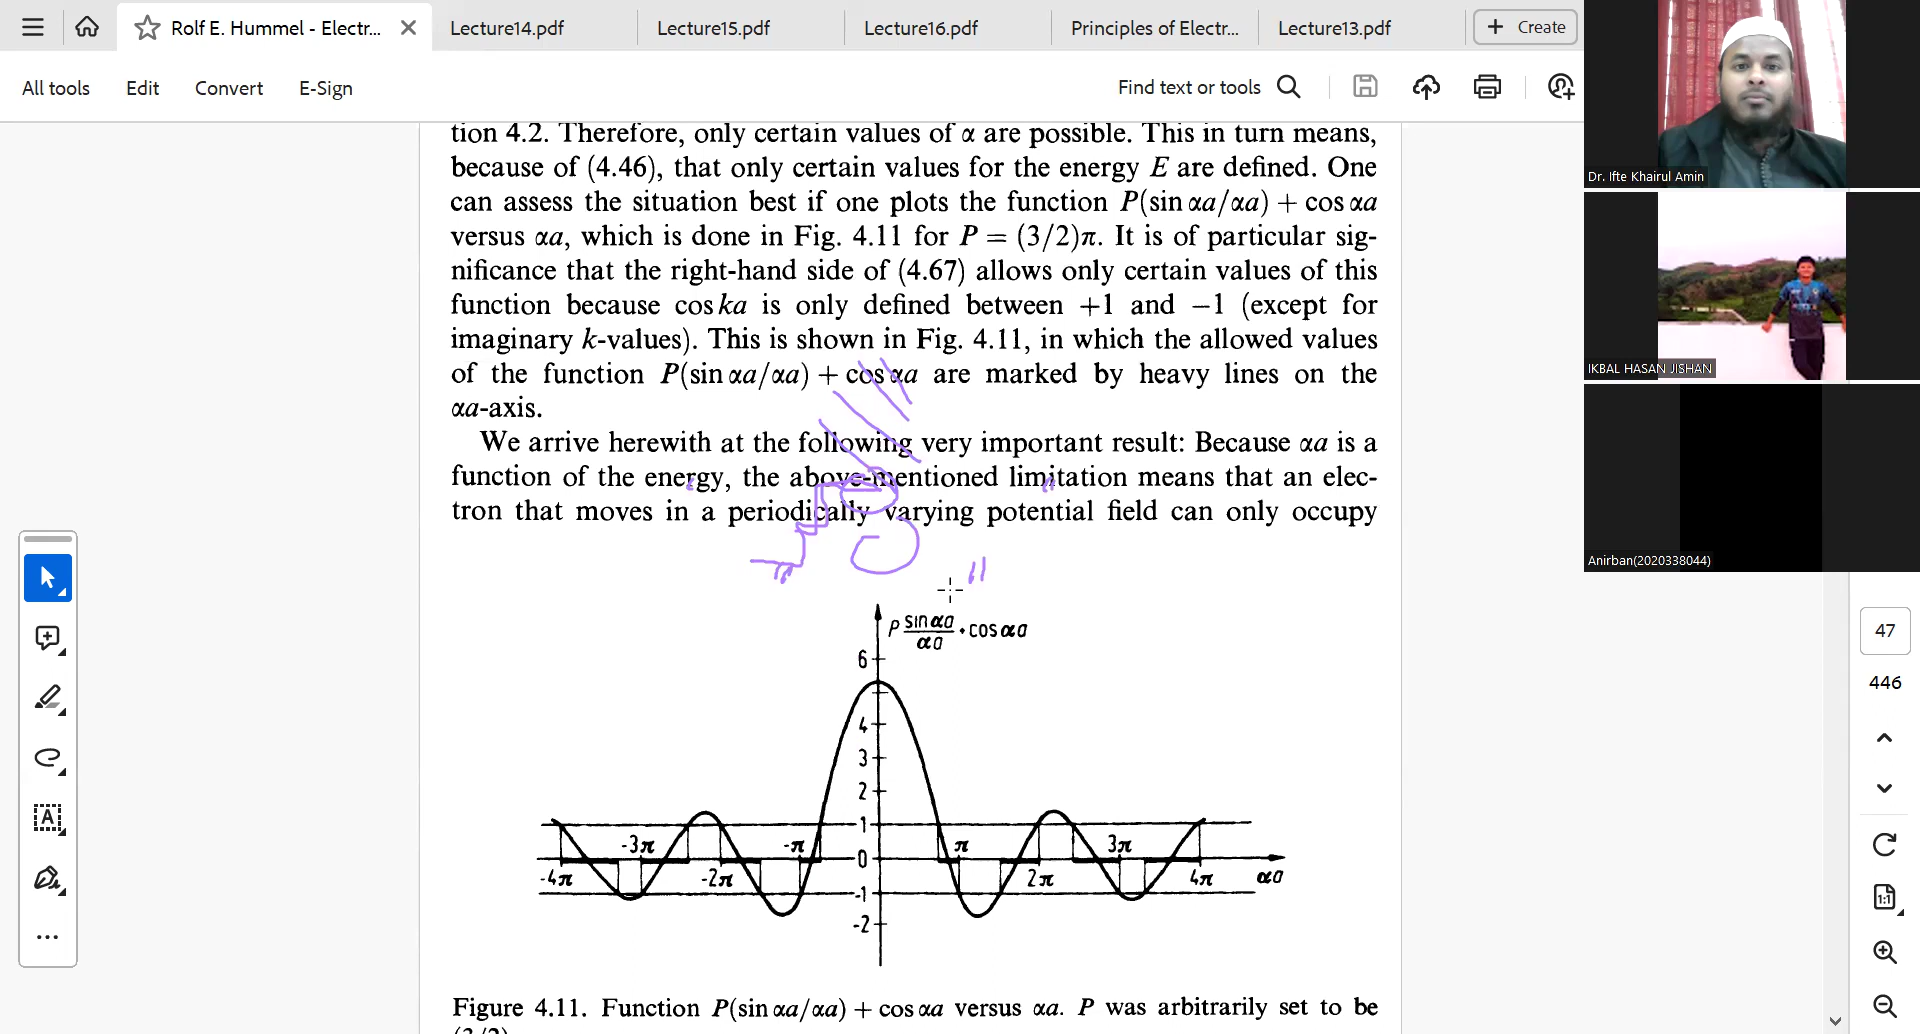 Rolf E. Hummel - Electr...
Lecture14.pdf
Lecture15.pdf
Lecture16.pdf
Principles of Electr...
Lecture13.pdf
+ Create
All tools
Edit
Convert
E-Sign
Find text or tools
tion 4.2. Therefore, only certain values of α are possible. This in turn means,
because of (4.46), that only certain values for the energy E are defined. One
can assess the situation best if one plots the function P(sin αa/αa) + cos αa
versus αa, which is done in Fig. 4.11 for P = (3/2)π. It is of particular sig-
nificance that the right-hand side of (4.67) allows only certain values of this
function because cos ka is only defined between +1 and −1 (except for
imaginary k-values). This is shown in Fig. 4.11, in which the allowed values
of the function P(sin αa/αa) + cos αa are marked by heavy lines on the
αa-axis.
We arrive herewith at the following very important result: Because αa is a
function of the energy, the above-mentioned limitation means that an elec-
tron that moves in a periodically varying potential field can only occupy
P sin αa / αa + cos αa
6
4
3
2
1
0
-1
-2
-4π
-3π
-2π
-π
π
2π
3π
4π
αa
Figure 4.11. Function P(sin αa/αa) + cos αa versus αa. P was arbitrarily set to be
Dr. Ifte Khairul Amin
IKBAL HASAN JISHAN
Anirban(2020338044)
47
446